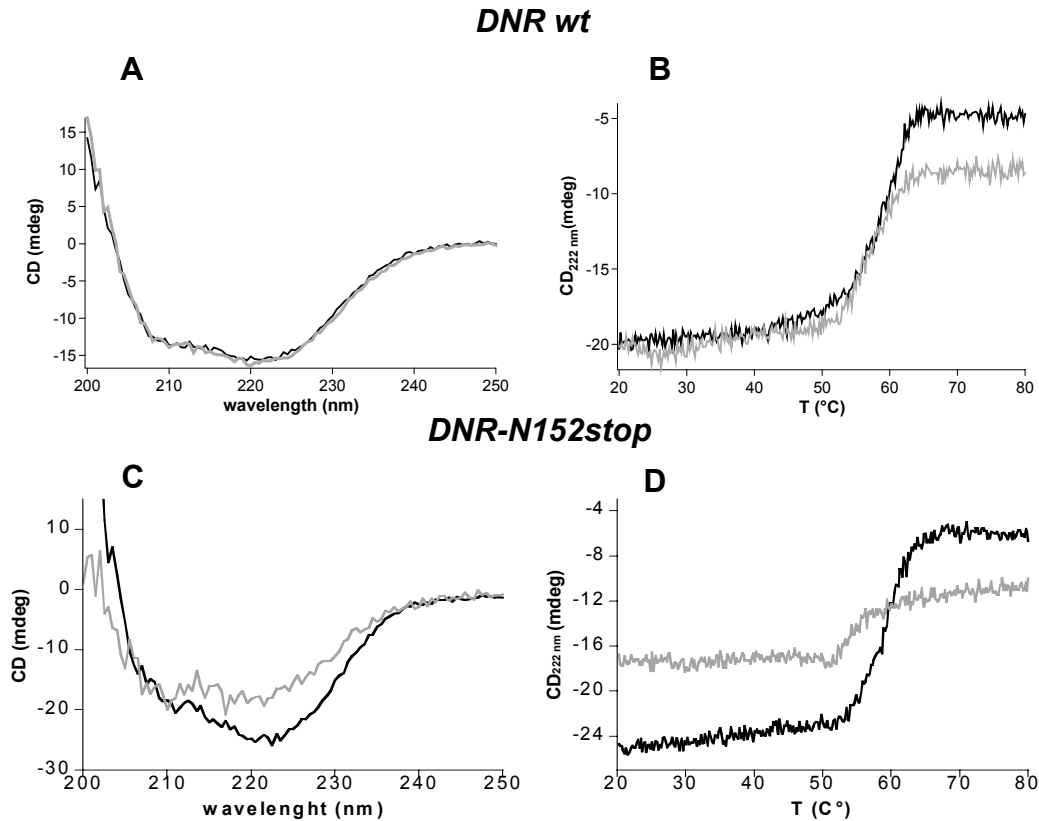 DNR wt
A
B
15
10
5
0
-5
-10
-15
CD (mdeg)
200 210 220 230 240 250
wavelength (nm)
-5
-10
-15
-20
CD222 nm(mdeg)
20 30 40 50 60 70 80
T (°C)
DNR-N152stop
C
D
10
0
-10
-20
-30
CD (mdeg)
200 210 220 230 240 250
wavelenght (nm)
-4
-8
-12
-16
-20
-24
CD222 nm (mdeg)
20 30 40 50 60 70 80
T (C°)